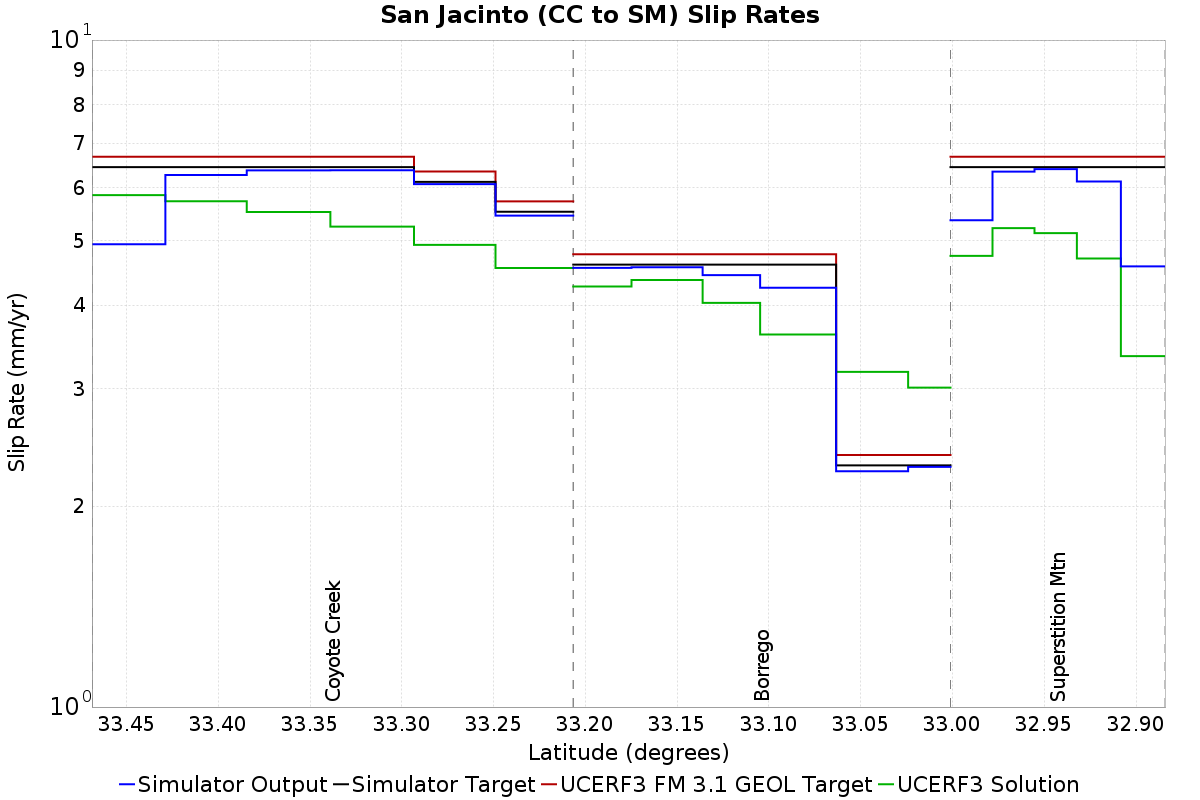 San Jacinto (CC to SM) Slip Rates
Slip Rate (mm/yr)
10^1
9
8
7
6
5
4
3
2
10^0
Coyote Creek
Borrego
Superstition Mtn
33.45 33.40 33.35 33.30 33.25 33.20 33.15 33.10 33.05 33.00 32.95 32.90
Latitude (degrees)
Simulator Output Simulator Target UCERF3 FM 3.1 GEOL Target UCERF3 Solution